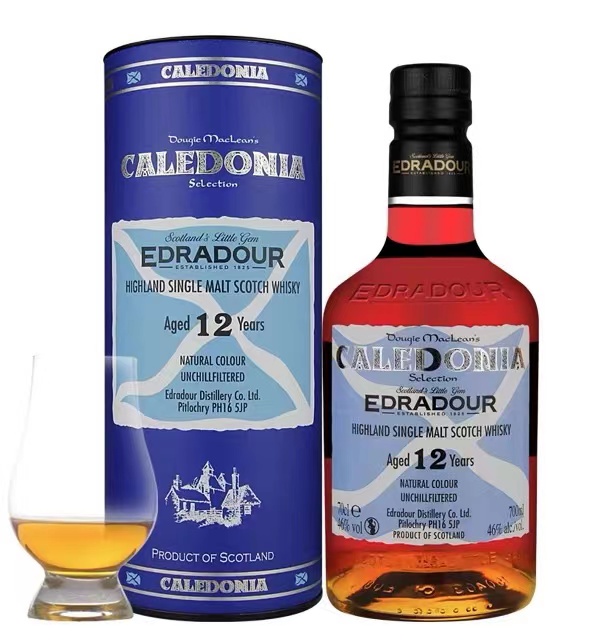 CALEDONIA
Dougie MacLean's
CALEDONIA
Selection
Scotland's Little Gem
EDRADOUR
ESTABLISHED 1825
HIGHLAND SINGLE MALT SCOTCH WHISKY
Aged 12 Years
NATURAL COLOUR
UNCHILLFILTERED
Edradour Distillery Co. Ltd.
Pitlochry PH16 5JP
PRODUCT OF SCOTLAND
CALEDONIA
Scotland's Little Gem
EDRADOUR
EDRADOUR
Dougie MacLean's
CALEDONIA
Selection
Scotland's Little Gem
EDRADOUR
ESTABLISHED 1825
HIGHLAND SINGLE MALT SCOTCH WHISKY
Aged 12 Years
NATURAL COLOUR
UNCHILLFILTERED
70cl e
46% vol
Edradour Distillery Co. Ltd.
Pitlochry PH16 5JP
PRODUCT OF SCOTLAND
700ml
46% alc./vol.